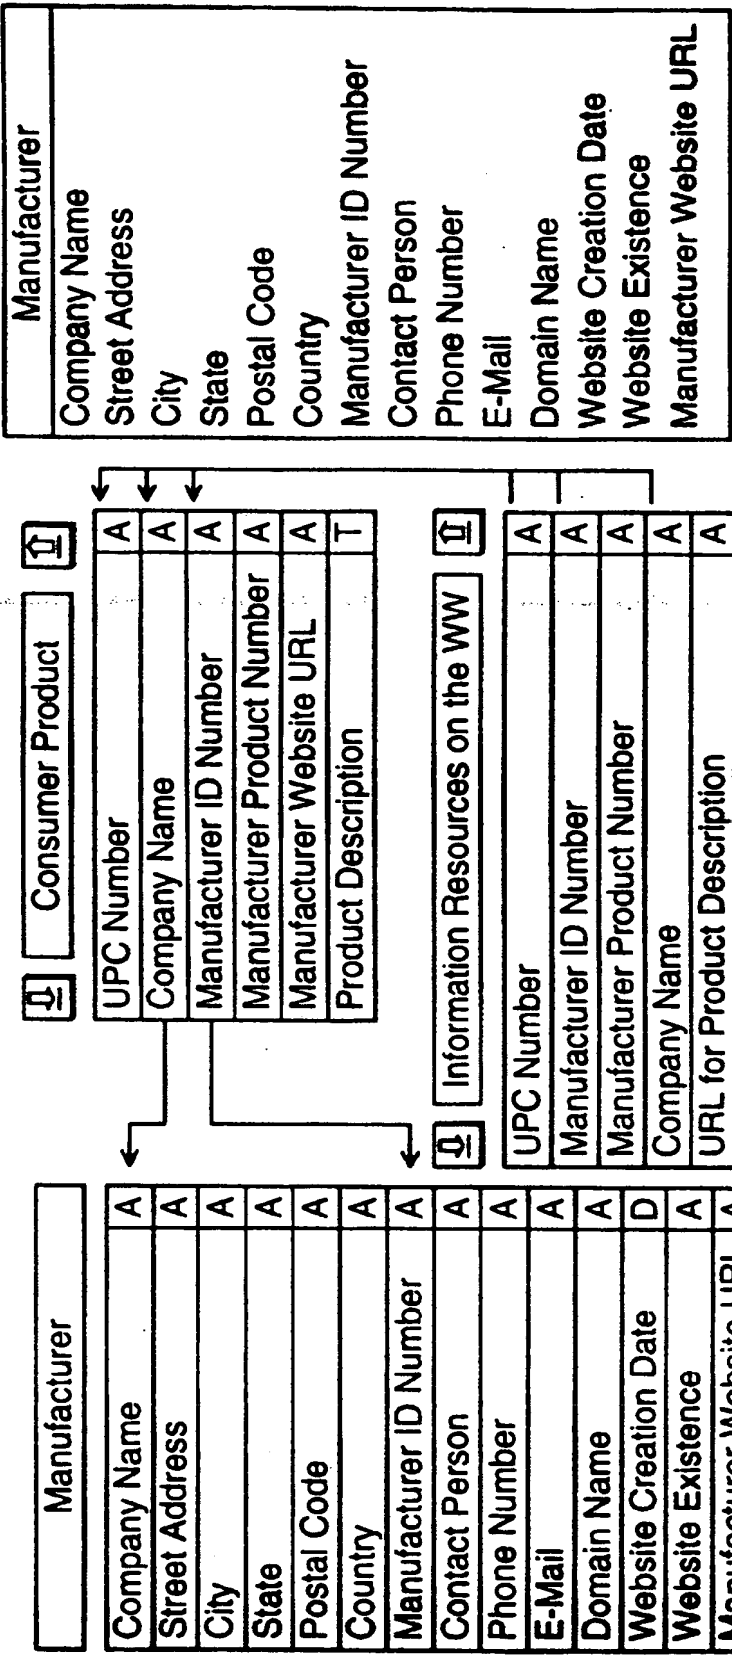 Manufacturer
Company Name A
Street Address A
City A
State A
Postal Code A
Country A
Manufacturer ID Number A
Contact Person A
Phone Number A
E-Mail A
Domain Name A
Website Creation Date D
Website Existence A
Manufacturer Website URL A
Consumer Product
UPC Number A
Company Name A
Manufacturer ID Number A
Manufacturer Product Number A
Manufacturer Website URL A
Product Description T
Information Resources on the WW
UPC Number A
Manufacturer ID Number A
Manufacturer Product Number A
Company Name A
URL for Product Description A
Manufacturer
Company Name
Street Address
City
State
Postal Code
Country
Manufacturer ID Number
Contact Person
Phone Number
E-Mail
Domain Name
Website Creation Date
Website Existence
Manufacturer Website URL